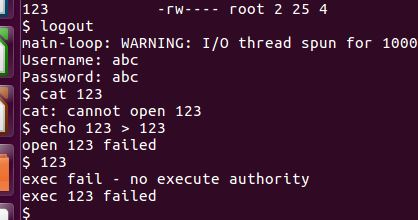 123             -rw---- root 2 25 4
$ logout
main-loop: WARNING: I/O thread spun for 1000
Username: abc
Password: abc
$ cat 123
cat: cannot open 123
$ echo 123 > 123
open 123 failed
$ 123
exec fail - no execute authority
exec 123 failed
$